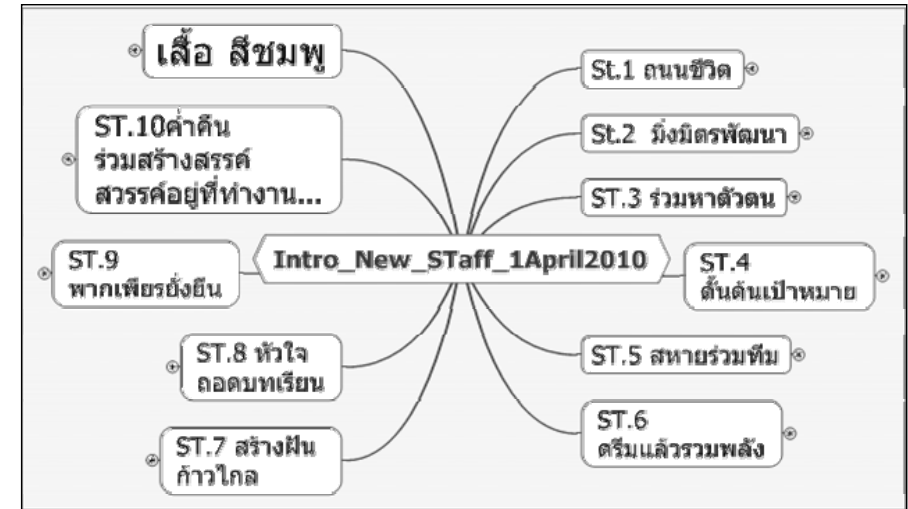 เสื้อ สีชมพู
St.1 ถนนชีวิต
St.2 มิ่งมิตรพัฒนา
ST.3 ร่วมหาตัวตน
ST.4
ดั้นด้นเป้าหมาย
ST.5 สหายร่วมทีม
ST.6
ดรีมแล้วรวมพลัง
ST.7 สร้างฝัน
ก้าวไกล
ST.8 หัวใจ
ถอดบทเรียน
ST.9
พากเพียรยั่งยืน
ST.10ค่ำคืน
ร่วมสร้างสรรค์
สวรรค์อยู่ที่ทำงาน...
Intro_New_STaff_1April2010